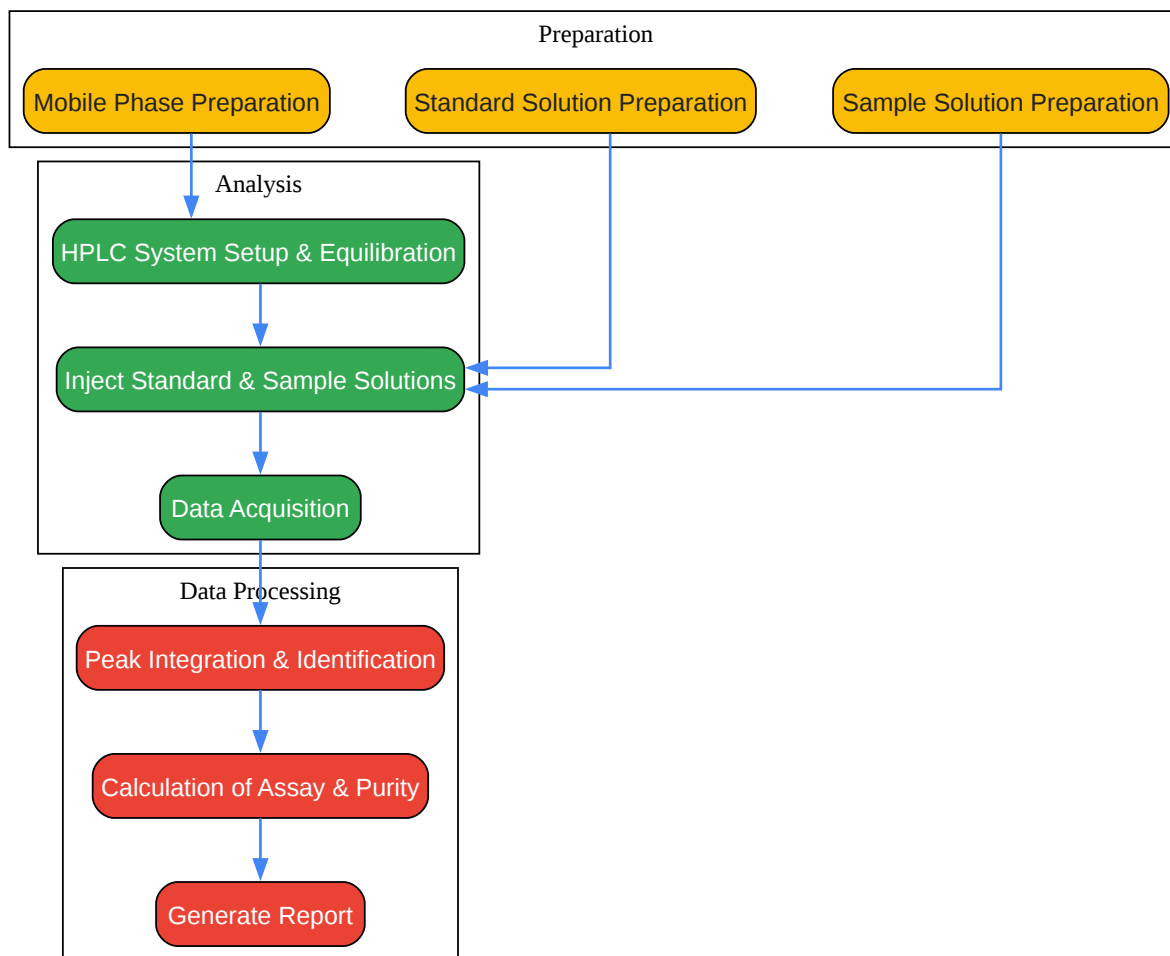 Preparation
Mobile Phase Preparation
Standard Solution Preparation
Sample Solution Preparation
Analysis
HPLC System Setup & Equilibration
Inject Standard & Sample Solutions
Data Acquisition
Data Processing
Peak Integration & Identification
Calculation of Assay & Purity
Generate Report